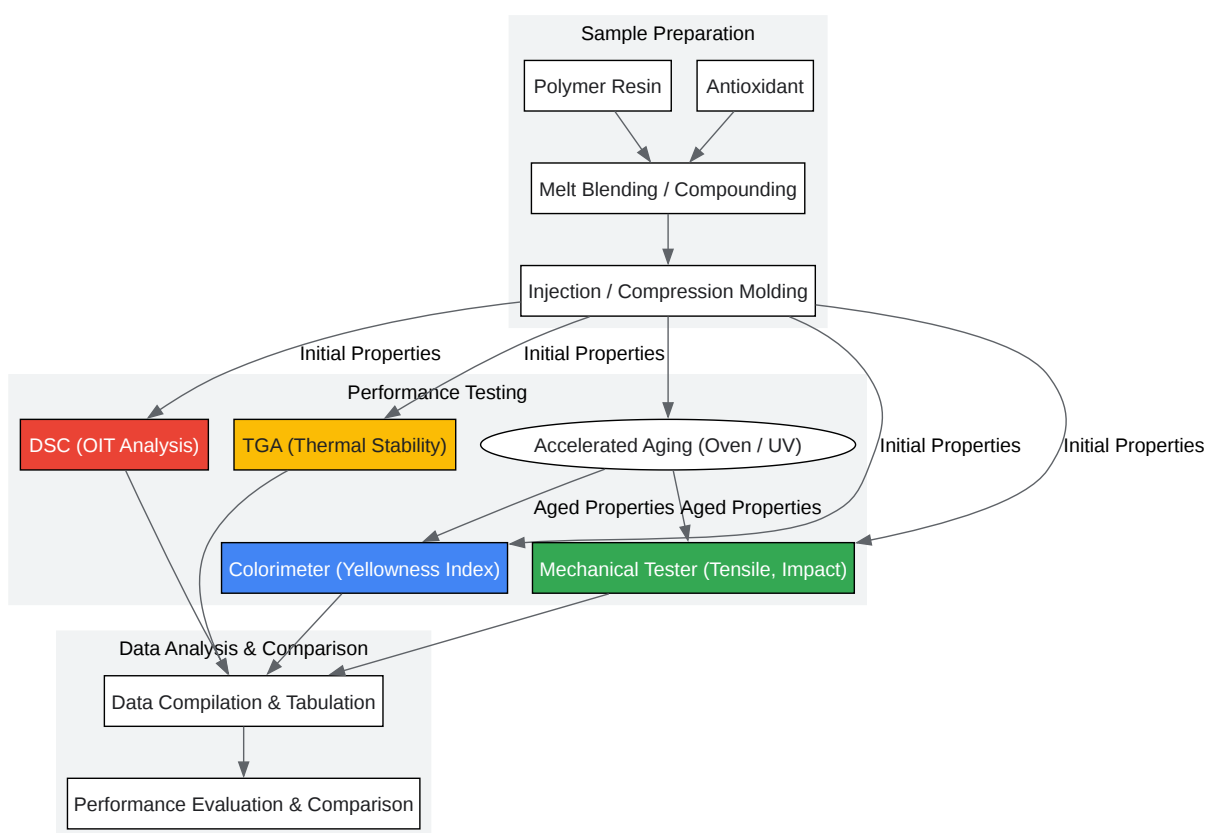 Sample Preparation
Polymer Resin
Antioxidant
Melt Blending / Compounding
Injection / Compression Molding
Initial Properties
Initial Properties
Performance Testing
DSC (OIT Analysis)
TGA (Thermal Stability)
Accelerated Aging (Oven / UV)
Initial Properties
Initial Properties
Aged Properties
Aged Properties
Colorimeter (Yellowness Index)
Mechanical Tester (Tensile, Impact)
Data Analysis & Comparison
Data Compilation & Tabulation
Performance Evaluation & Comparison